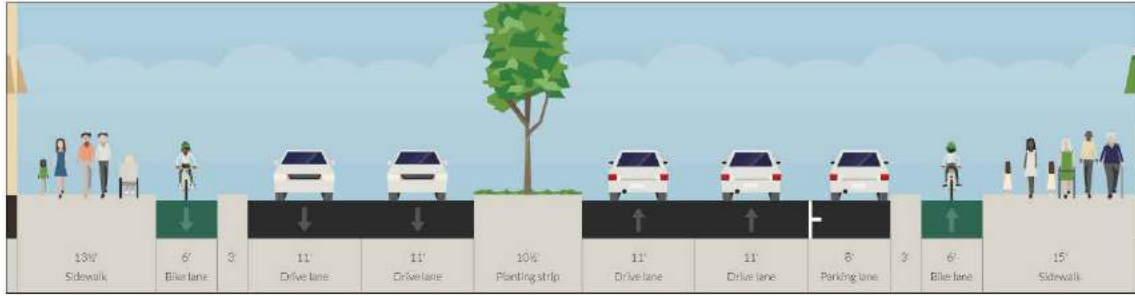 13½' 6' 3' 11' 11' 10½' 11' 11' 8' 3' 6' 15'
Sidewalk Bike lane Drive lane Drive lane Planting strip Drive lane Drive lane Parking lane Bike lane Sidewalk